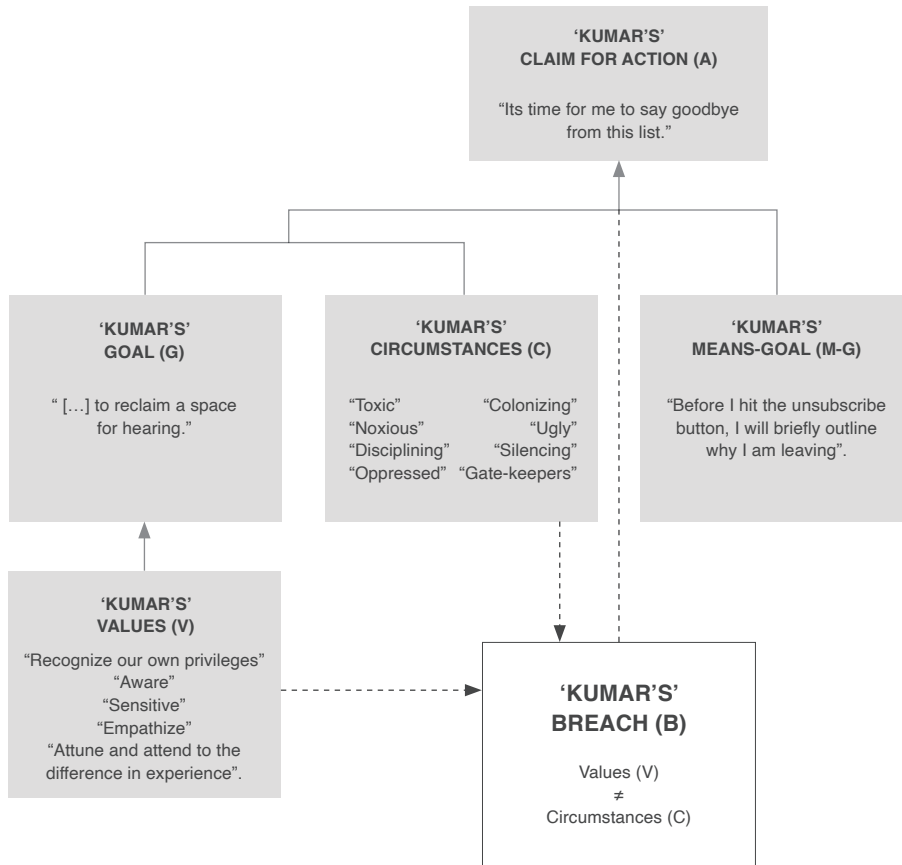 ‘KUMAR’S’
CLAIM FOR ACTION (A)
“Its time for me to say goodbye
from this list.”
‘KUMAR’S’
GOAL (G)
“ […] to reclaim a space
for hearing.”
‘KUMAR’S’
CIRCUMSTANCES (C)
“Toxic” “Colonizing”
“Noxious” “Ugly”
“Disciplining” “Silencing”
“Oppressed” “Gate-keepers”
‘KUMAR’S’
MEANS-GOAL (M-G)
“Before I hit the unsubscribe
button, I will briefly outline
why I am leaving”.
‘KUMAR’S’
VALUES (V)
“Recognize our own privileges”
“Aware”
“Sensitive”
“Empathize”
“Attune and attend to the
difference in experience”.
‘KUMAR’S’
BREACH (B)
Values (V)
≠
Circumstances (C)